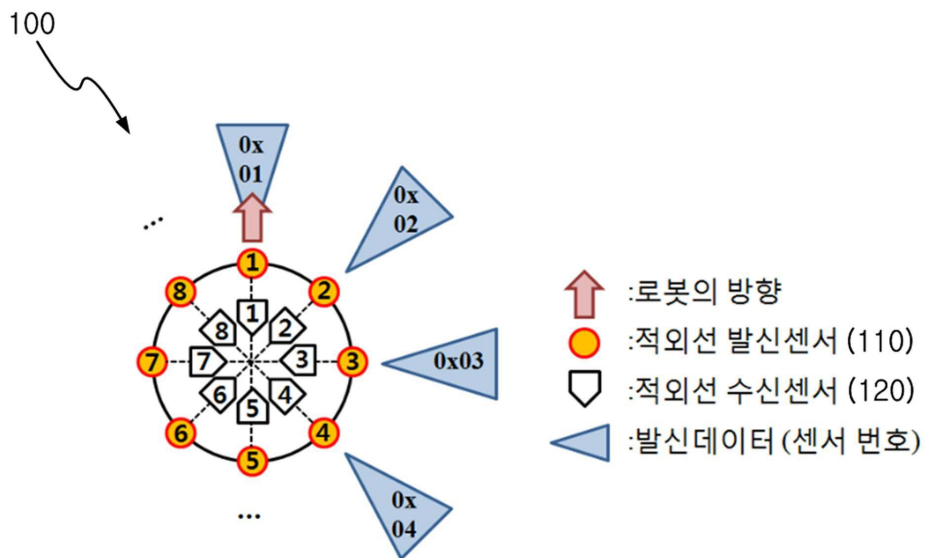 100
0x
01
0x
02
...
1
8
2
1
8
2
7
7
3
3
0x03
6
4
5
6
4
5
0x
04
...
:로봇의 방향
:적외선 발신센서 (110)
:적외선 수신센서 (120)
:발신데이터 (센서 번호)